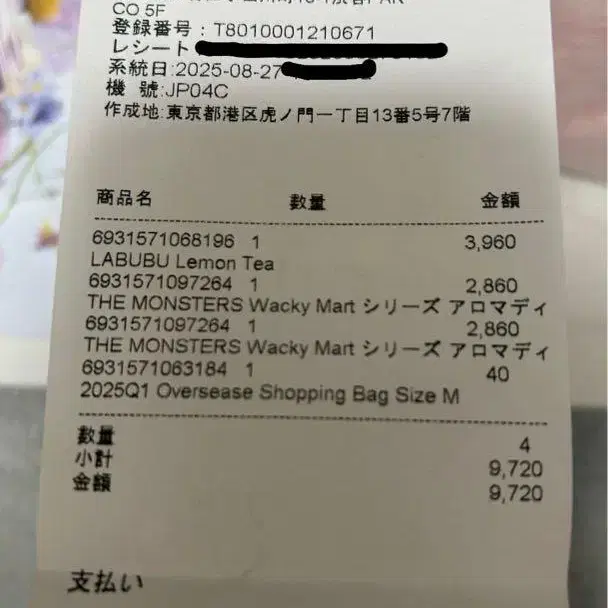 CO 5F
登録番号：T8010001210671
レシート
系統日:2025-08-27
機 號:JP04C
作成地:東京都港区虎ノ門一丁目13番5号7階
商品名 数量 金額
6931571068196 1 3,960
LABUBU Lemon Tea
6931571097264 1 2,860
THE MONSTERS Wacky Mart シリーズ アロマディ
6931571097264 1 2,860
THE MONSTERS Wacky Mart シリーズ アロマディ
6931571063184 1 40
2025Q1 Oversease Shopping Bag Size M
数量 4
小計 9,720
金額 9,720
支払い